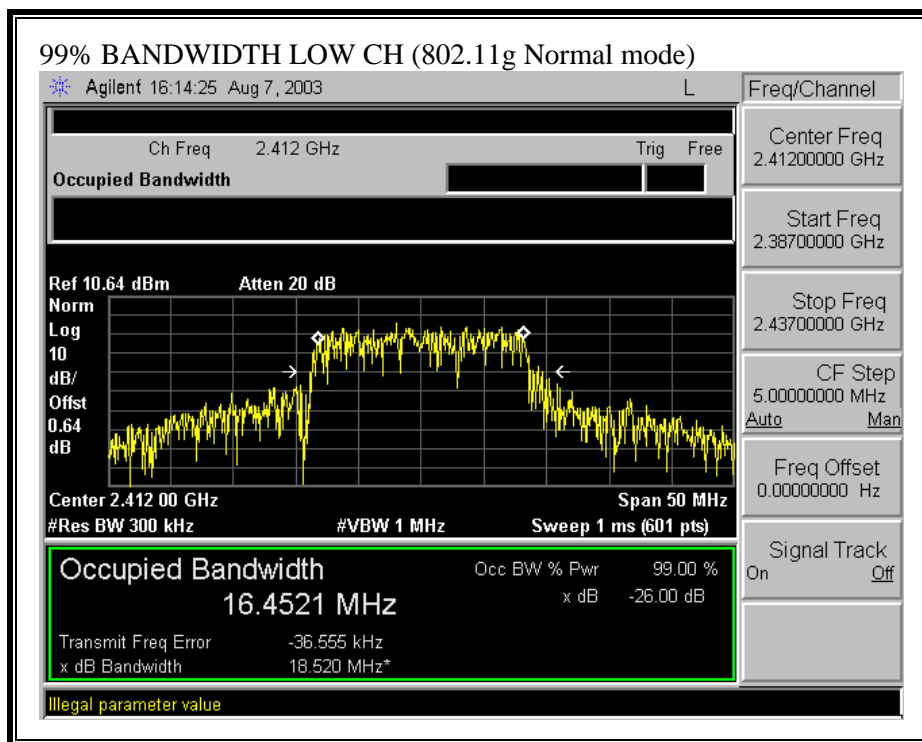 99% BANDWIDTH LOW CH (802.11g Normal mode)
Agilent 16:14:25 Aug 7, 2003 L
Freq/Channel
Ch Freq 2.412 GHz Trig Free
Occupied Bandwidth
Center Freq
2.41200000 GHz
Start Freq
2.38700000 GHz
Stop Freq
2.43700000 GHz
CF Step
5.00000000 MHz
Auto Man
Freq Offset
0.00000000 Hz
Signal Track
On Off
Ref 10.64 dBm Atten 20 dB
Norm
Log
10
dB/
Offst
0.64
dB
Center 2.412 00 GHz Span 50 MHz
#Res BW 300 kHz #VBW 1 MHz Sweep 1 ms (601 pts)
Occupied Bandwidth Occ BW % Pwr 99.00 %
16.4521 MHz x dB -26.00 dB
Transmit Freq Error -36.555 kHz
x dB Bandwidth 18.520 MHz*
Illegal parameter value